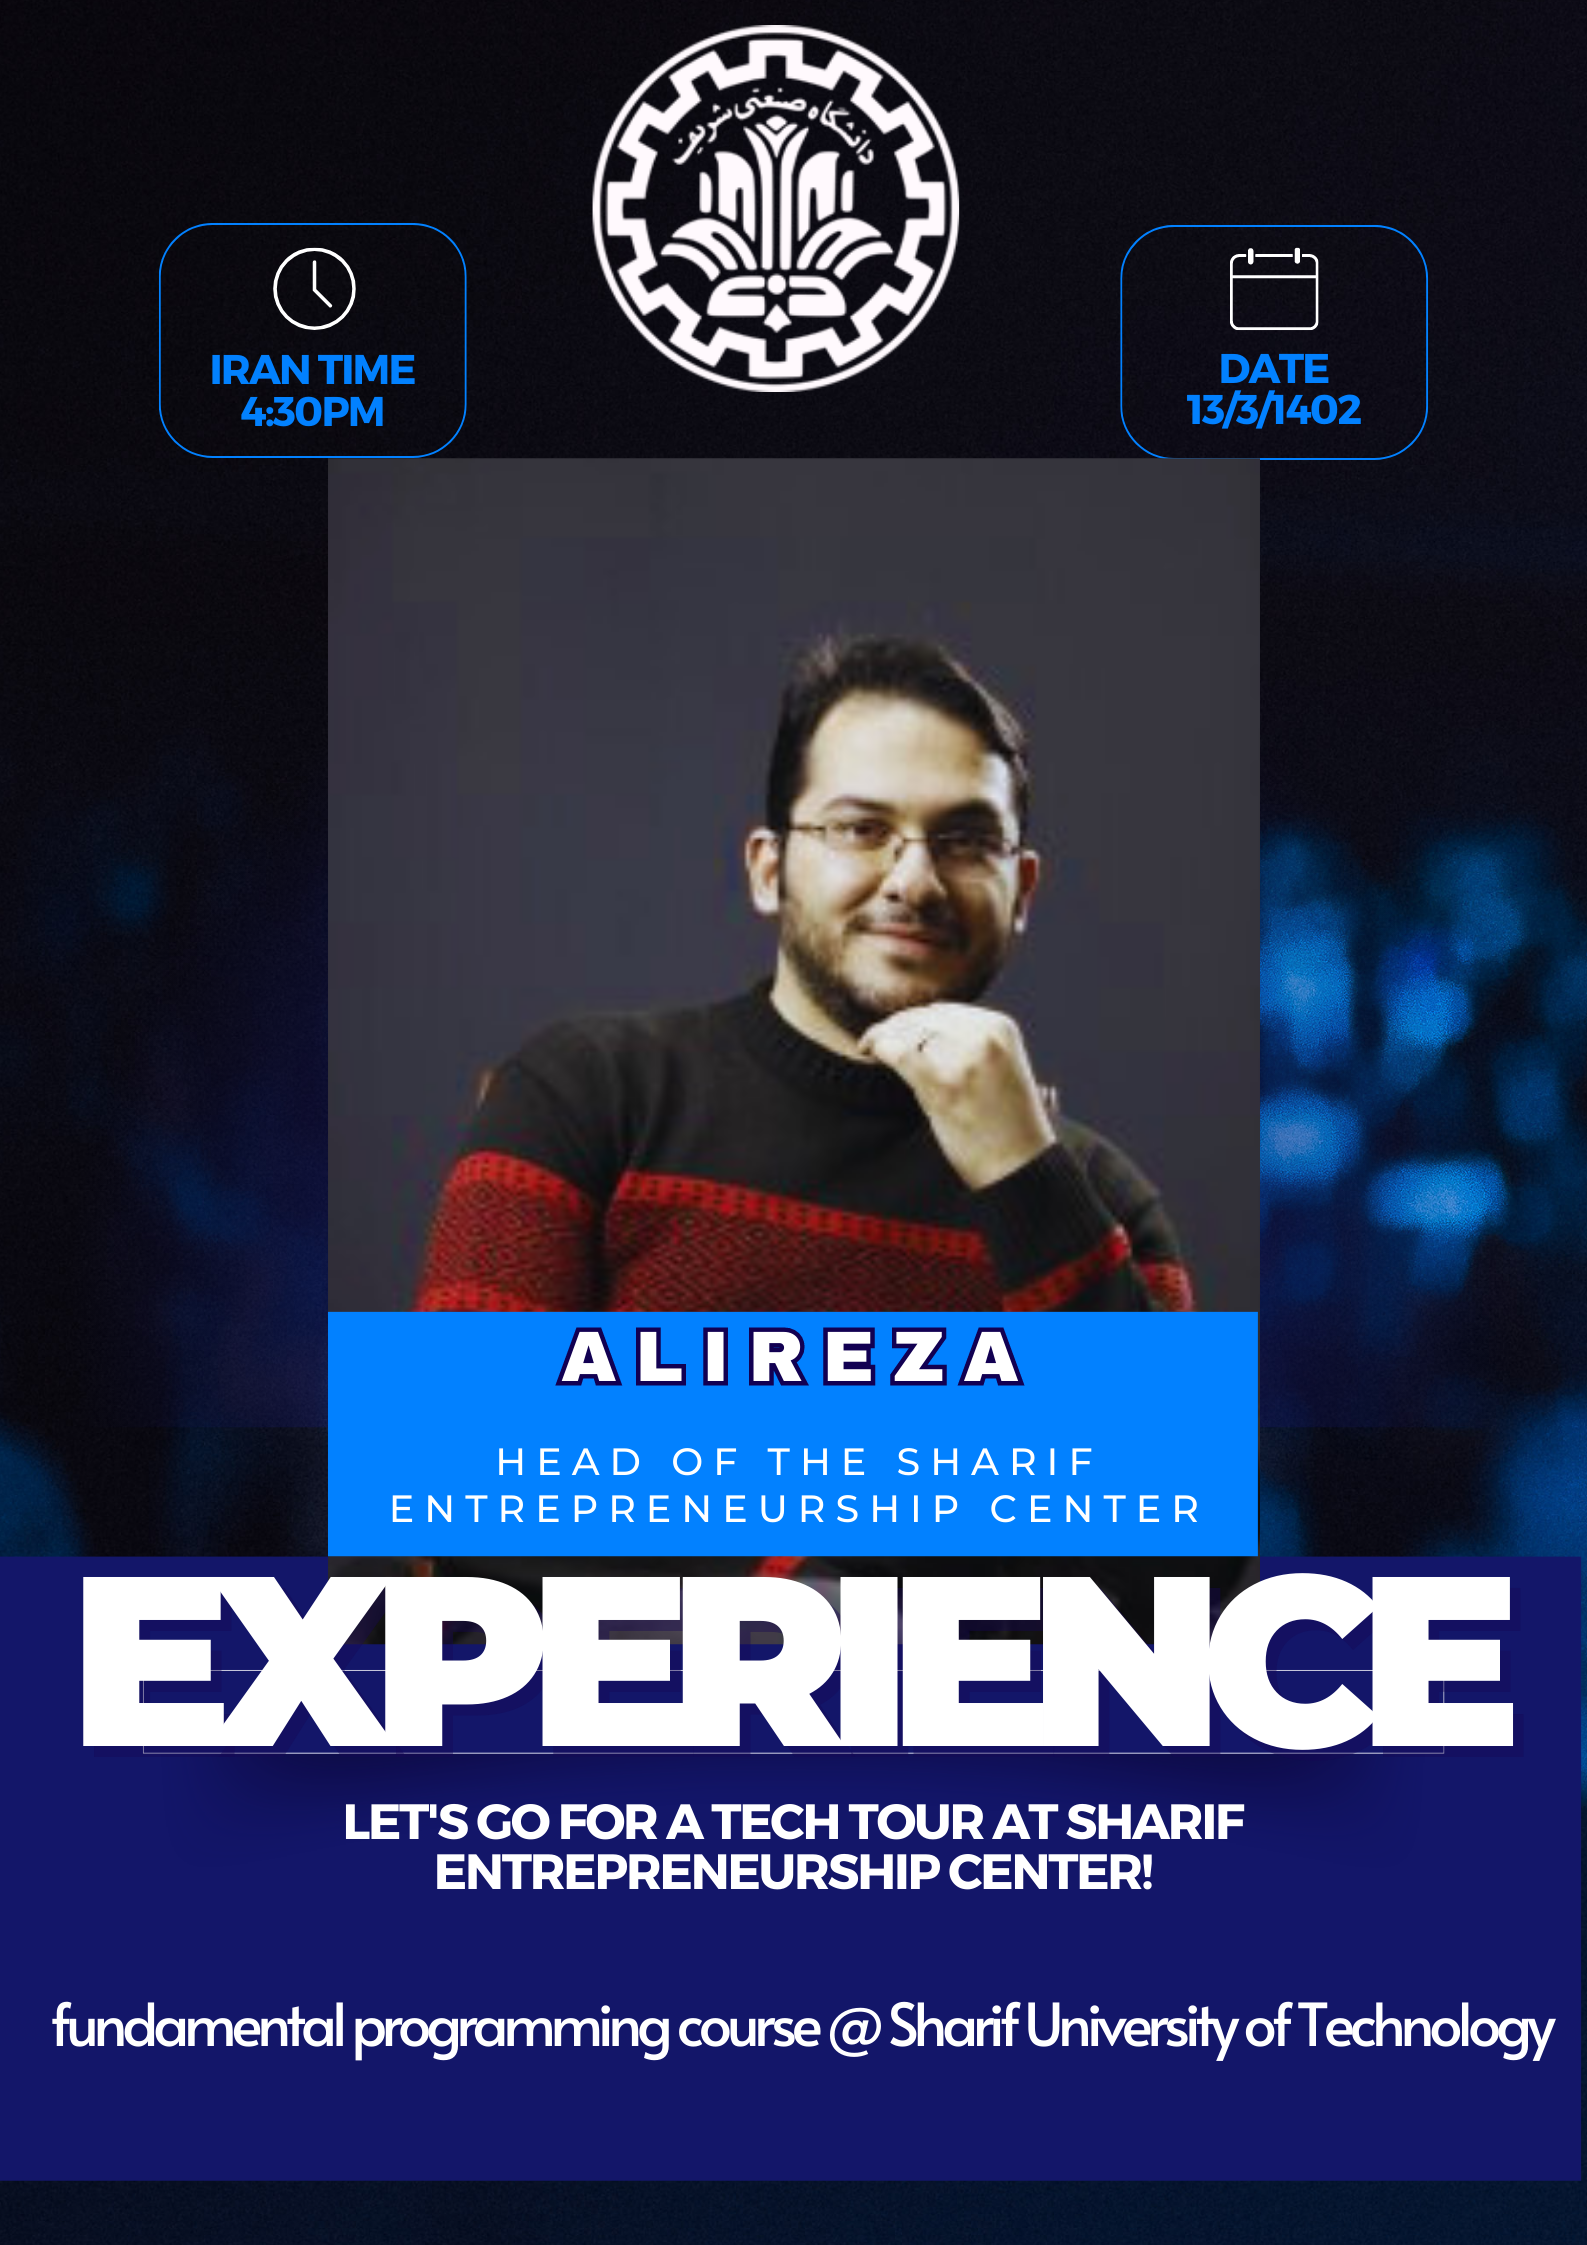 دانشگاه صنعتی شریف
IRAN TIME
4:30PM
DATE
13/3/1402
ALIREZA
HEAD OF THE SHARIF
ENTREPRENEURSHIP CENTER
EXPERIENCE
LET'S GO FOR A TECH TOUR AT SHARIF
ENTREPRENEURSHIP CENTER!
fundamental programming course @ Sharif University of Technology